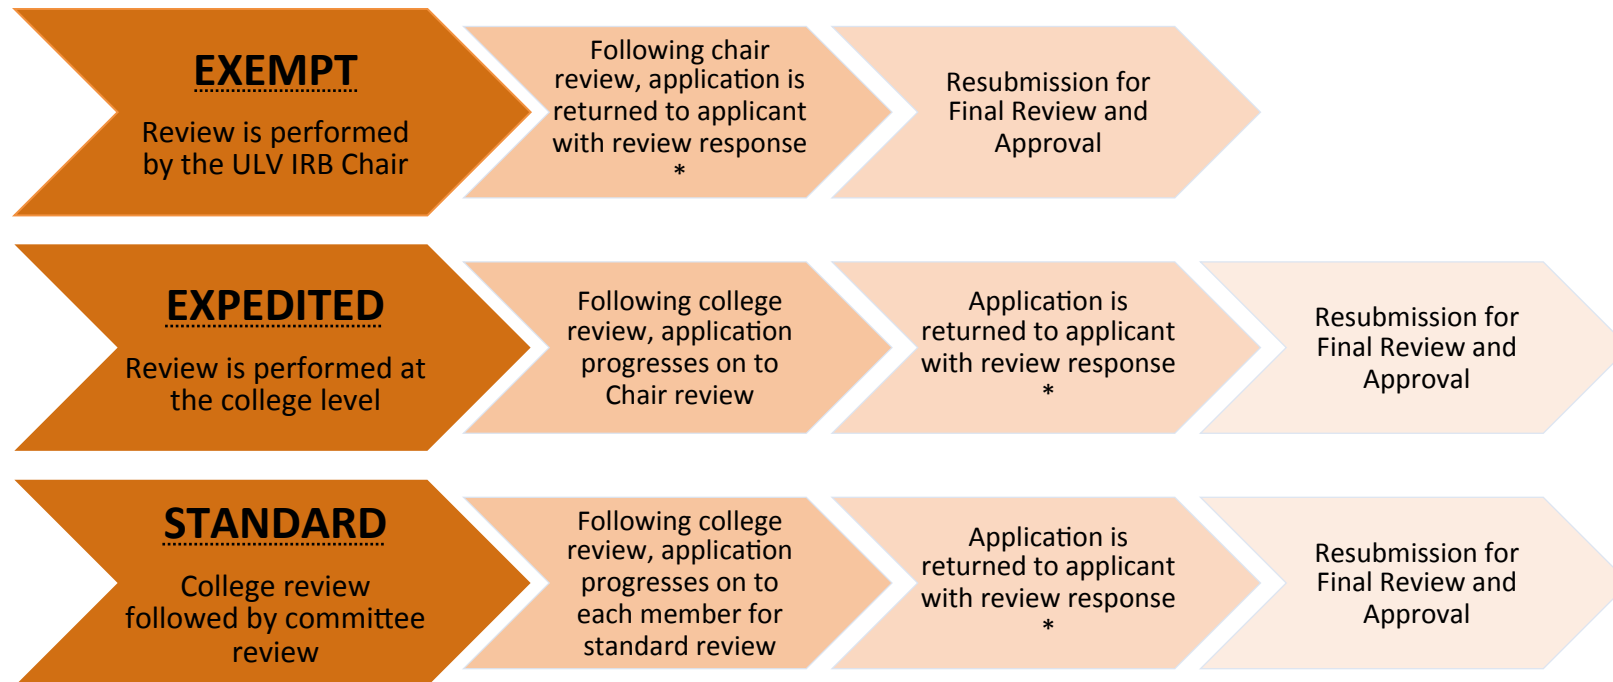 EXEMPT
Review is performed
by the ULV IRB Chair
Following chair
review, application is
returned to applicant
with review response
*
Resubmission for
Final Review and
Approval
EXPEDITED
Review is performed at
the college level
Following college
review, application
progresses on to
Chair review
Application is
returned to applicant
with review response
*
Resubmission for
Final Review and
Approval
STANDARD
College review
followed by committee
review
Following college
review, application
progresses on to
each member for
standard review
Application is
returned to applicant
with review response
*
Resubmission for
Final Review and
Approval